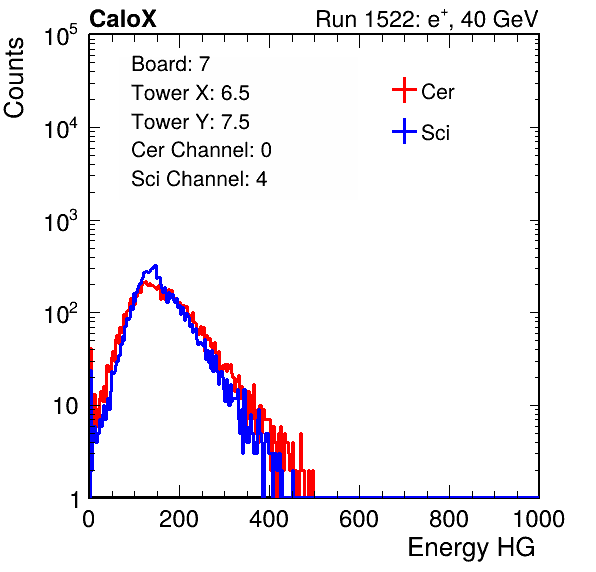 CaloX Run 1522: e⁺, 40 GeV
Counts
Board: 7
Tower X: 6.5
Tower Y: 7.5
Cer Channel: 0
Sci Channel: 4
Cer
Sci
10⁵
10⁴
10³
10²
10
1
0 200 400 600 800 1000
Energy HG